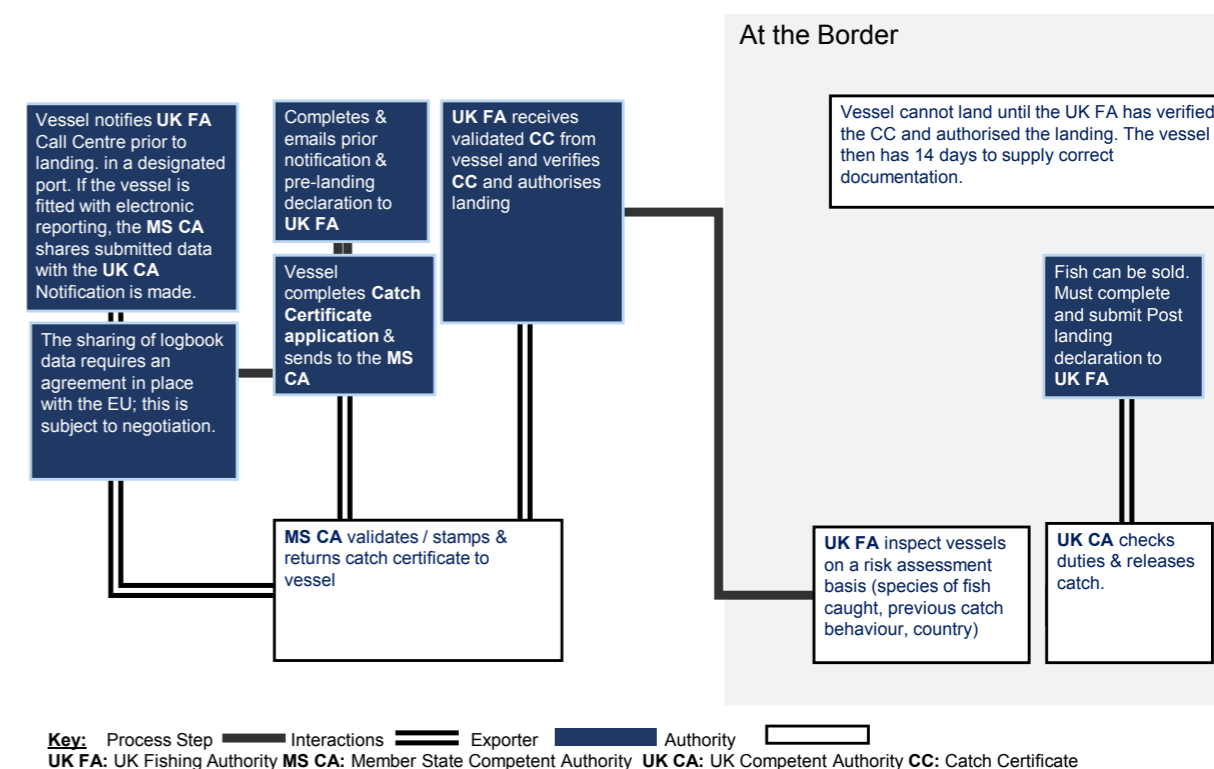 At the Border
Vessel notifies UK FA
Call Centre prior to
landing. in a designated
port. If the vessel is
fitted with electronic
reporting, the MS CA
shares submitted data
with the UK CA
Notification is made.
The sharing of logbook
data requires an
agreement in place
with the EU; this is
subject to negotiation.
Completes &
emails prior
notification &
pre-landing
declaration to
UK FA
Vessel
completes Catch
Certificate
application &
sends to the MS
CA
UK FA receives
validated CC from
vessel and verifies
CC and authorises
landing
MS CA validates / stamps &
returns catch certificate to
vessel
Vessel cannot land until the UK FA has verified
the CC and authorised the landing. The vessel
then has 14 days to supply correct
documentation.
UK FA inspect vessels
on a risk assessment
basis (species of fish
caught, previous catch
behaviour, country)
Fish can be sold.
Must complete
and submit Post
landing
declaration to
UK FA
UK CA checks
duties & releases
catch.
Key: Process Step Interactions Exporter Authority
UK FA: UK Fishing Authority MS CA: Member State Competent Authority UK CA: UK Competent Authority CC: Catch Certificate